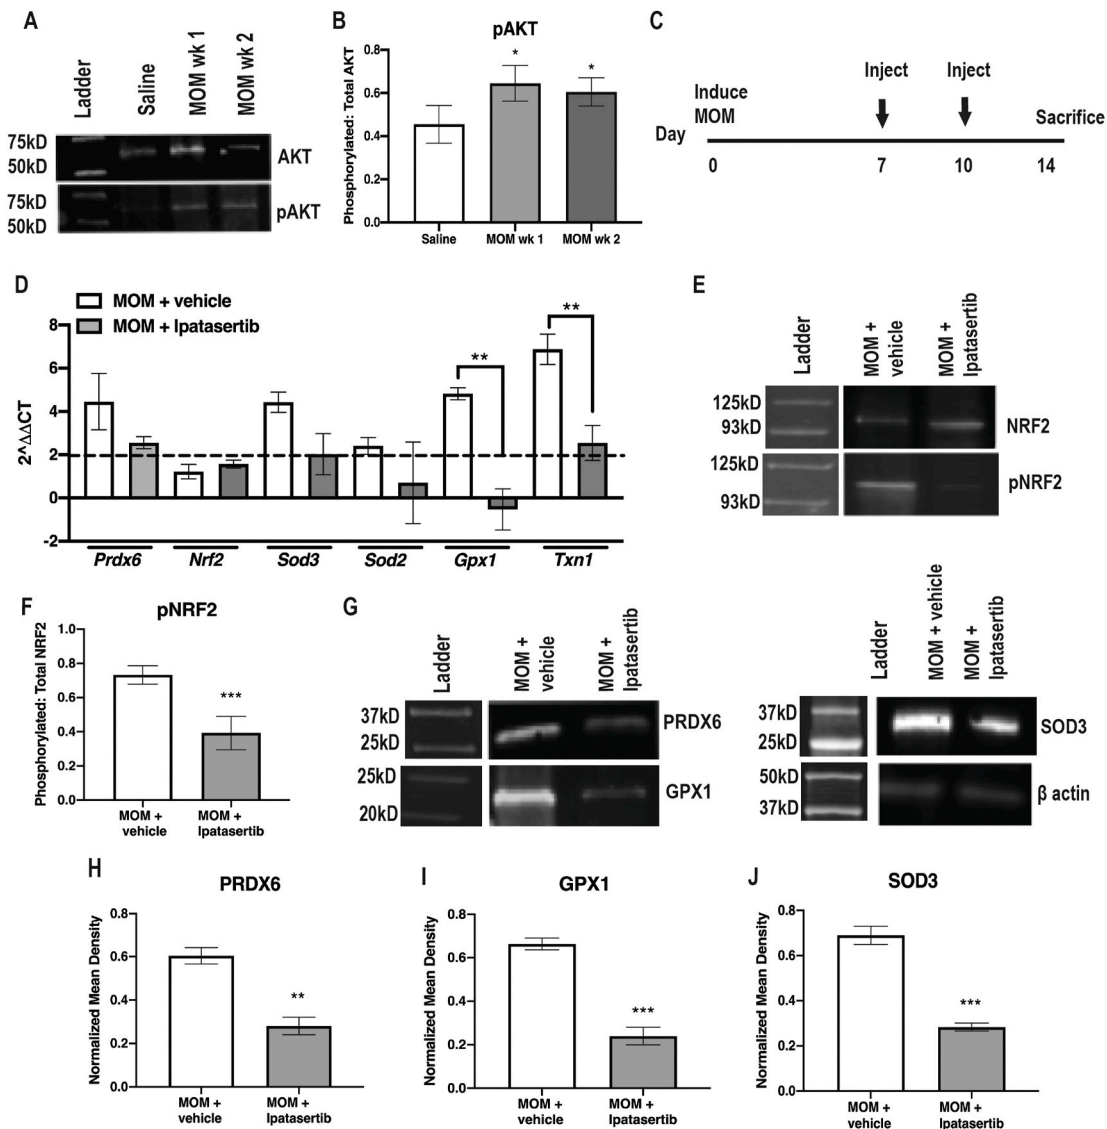 A
Ladder
Saline
MOM wk 1
MOM wk 2
75kD
50kD
AKT
75kD
50kD
pAKT
B
pAKT
Phosphorylated: Total AKT
0.8
0.6
0.4
0.2
0.0
*
*
Saline
MOM wk 1
MOM wk 2
C
Inject
Inject
Induce
MOM
Sacrifice
Day
0
7
10
14
D
MOM + vehicle
MOM + Ipatasertib
2^ΔΔCT
8
6
4
2
0
-2
**
**
Prdx6
Nrf2
Sod3
Sod2
Gpx1
Txn1
E
Ladder
MOM +
vehicle
MOM +
Ipatasertib
125kD
93kD
NRF2
125kD
93kD
pNRF2
F
pNRF2
Phosphorylated: Total NRF2
1.0
0.8
0.6
0.4
0.2
0.0
***
MOM +
vehicle
MOM +
Ipatasertib
G
Ladder
MOM +
vehicle
MOM +
Ipatasertib
37kD
25kD
PRDX6
25kD
20kD
GPX1
Ladder
MOM + vehicle
MOM +
Ipatasertib
37kD
25kD
SOD3
50kD
37kD
β actin
H
PRDX6
Normalized Mean Density
0.8
0.6
0.4
0.2
0.0
**
MOM +
vehicle
MOM +
Ipatasertib
I
GPX1
Normalized Mean Density
0.8
0.6
0.4
0.2
0.0
***
MOM +
vehicle
MOM +
Ipatasertib
J
SOD3
Normalized Mean Density
0.8
0.6
0.4
0.2
0.0
***
MOM +
vehicle
MOM +
Ipatasertib